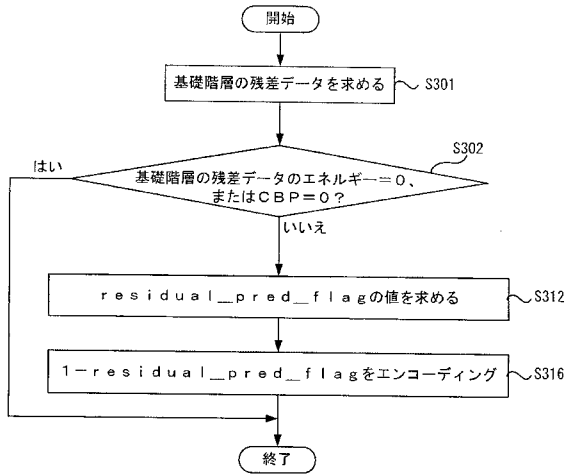 開始
基礎階層の残差データを求める
S301
はい
S302
基礎階層の残差データのエネルギー=0、
またはCBP=0?
いいえ
residual_pred_flagの値を求める
S312
1-residual_pred_flagをエンコーディング
S316
終了